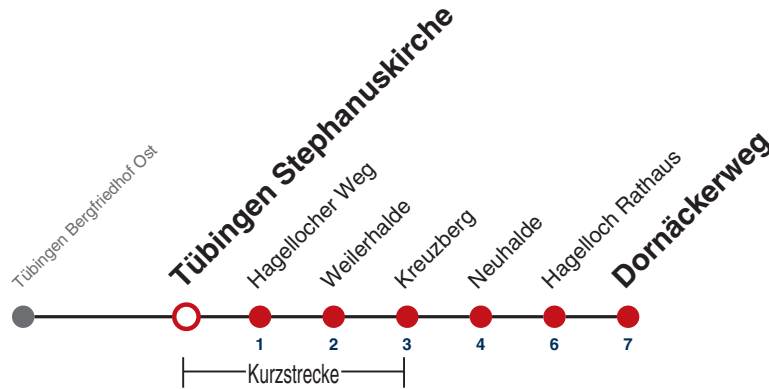 Tübingen Bergfriedhof Ost
Tübingen Stephanuskirche
Hagellocher Weg
Weilerhalde
Kreuzberg
Neuhalde
Hagelloch Rathaus
Dornäckerweg
1 2 3 4 6 7
Kurzstrecke